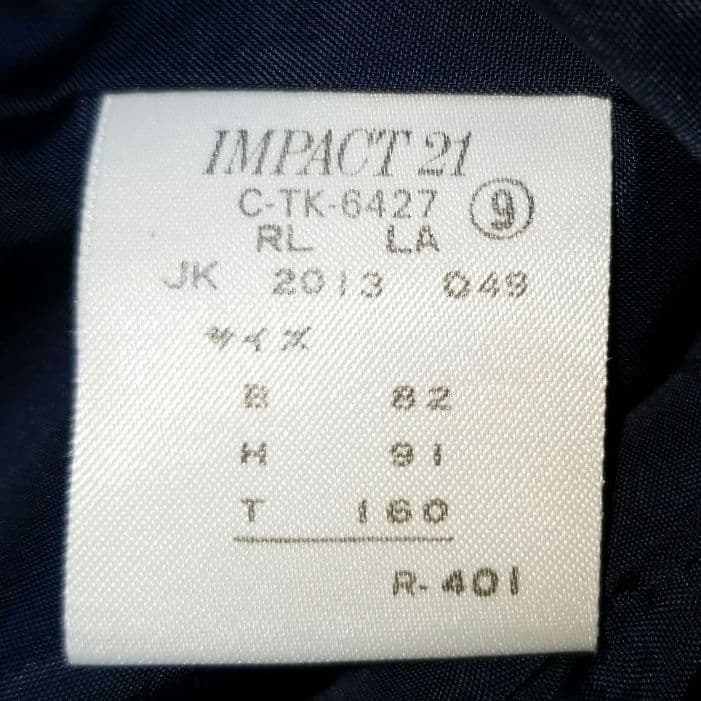 IMPACT 21
C-TK-6427 ⑨
RL LA
JK 2013 049
サイズ
B 82
H 91
T 160
R-401